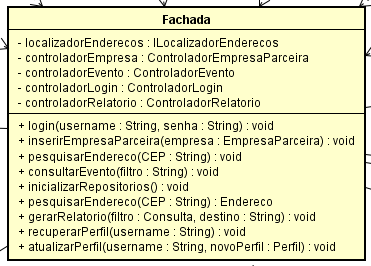 Fachada
- localizadorEnderecos : ILocalizadorEnderecos
- controladorEmpresa : ControladorEmpresaParceira
- controladorEvento : ControladorEvento
- controladorLogin : ControladorLogin
- controladorRelatorio : ControladorRelatorio
+ login(username : String, senha : String) : void
+ inserirEmpresaParceira(empresa : EmpresaParceira) : void
+ pesquisarEndereco(CEP : String) : void
+ consultarEvento(filtro : String) : void
+ inicializarRepositorios() : void
+ pesquisarEndereco(CEP : String) : Endereco
+ gerarRelatorio(filtro : Consulta, destino : String) : void
+ recuperarPerfil(username : String) : void
+ atualizarPerfil(username : String, novoPerfil : Perfil) : void